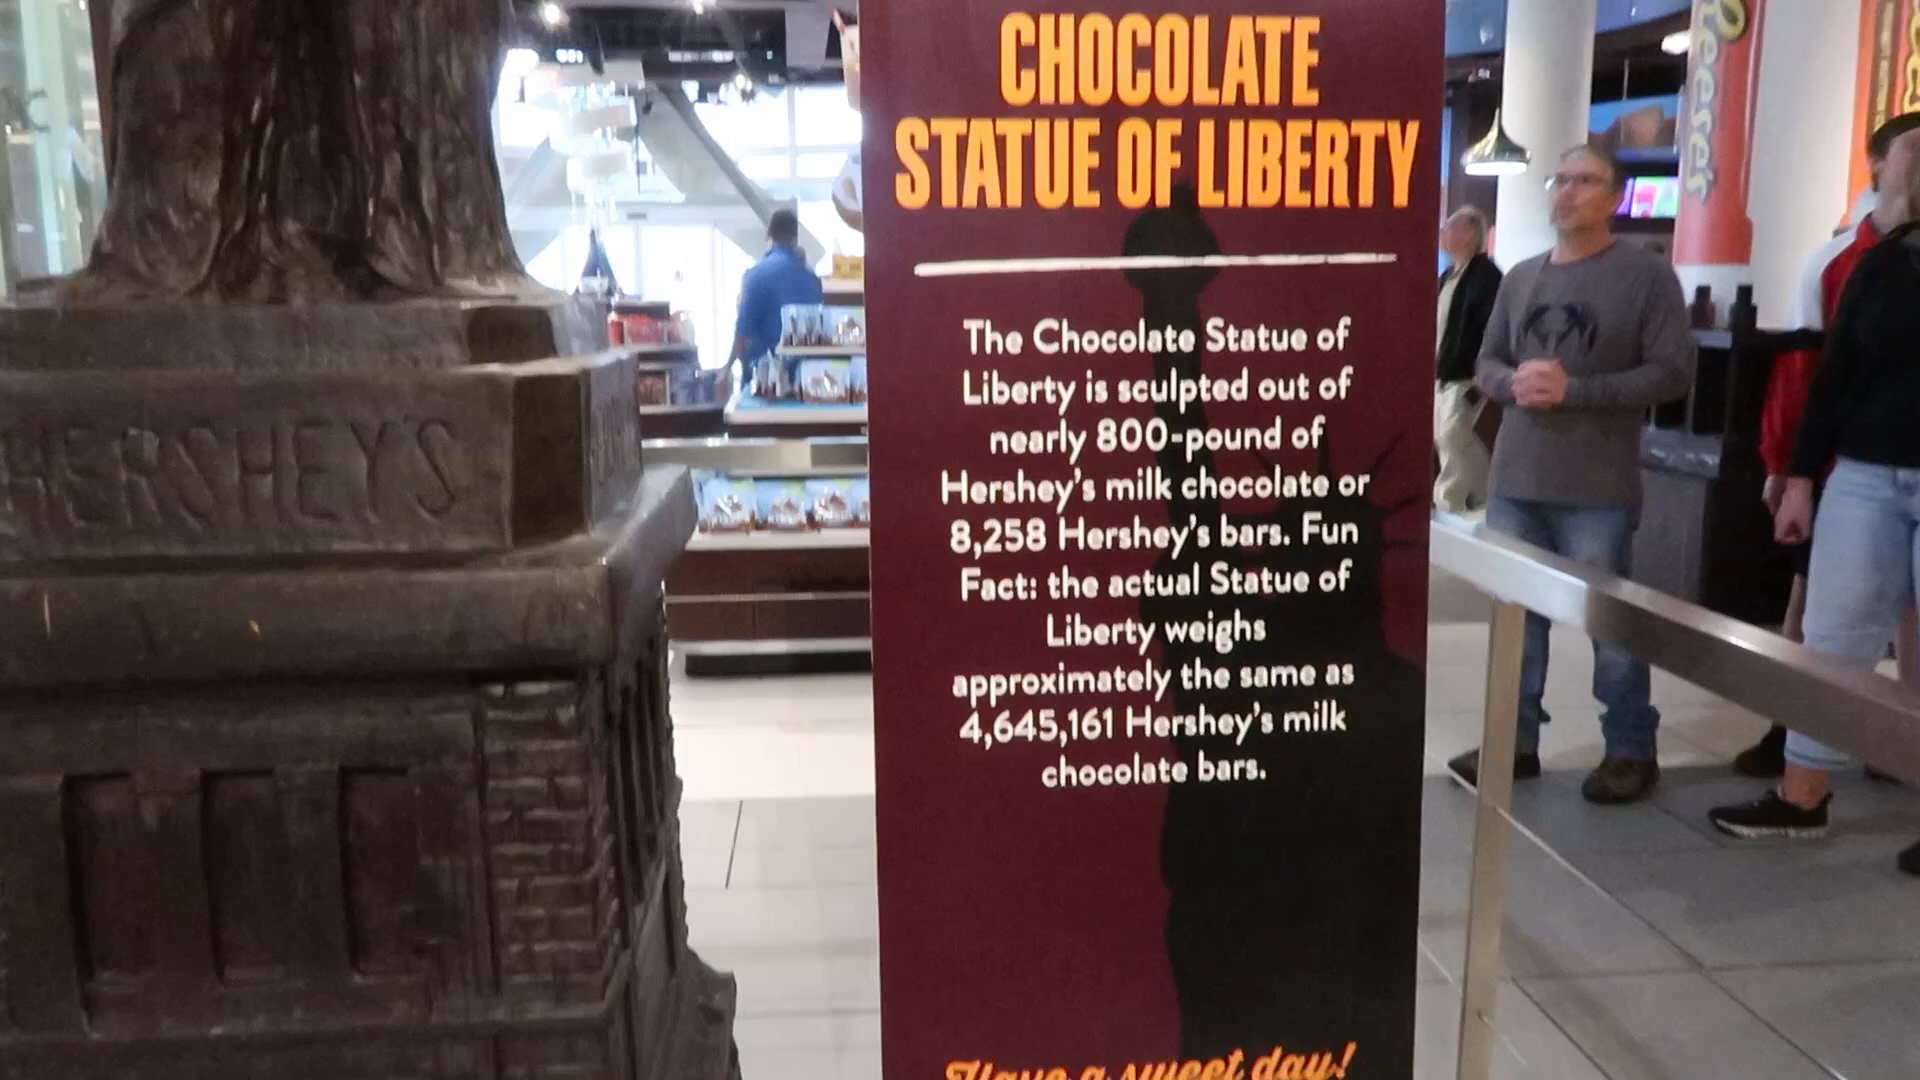 CHOCOLATE
STATUE OF LIBERTY
The Chocolate Statue of
Liberty is sculpted out of
nearly 800-pound of
Hershey's milk chocolate or
8,258 Hershey's bars. Fun
Fact: the actual Statue of
Liberty weighs
approximately the same as
4,645,161 Hershey's milk
chocolate bars.
Have a sweet day!
HERSHEY'S
Reese's